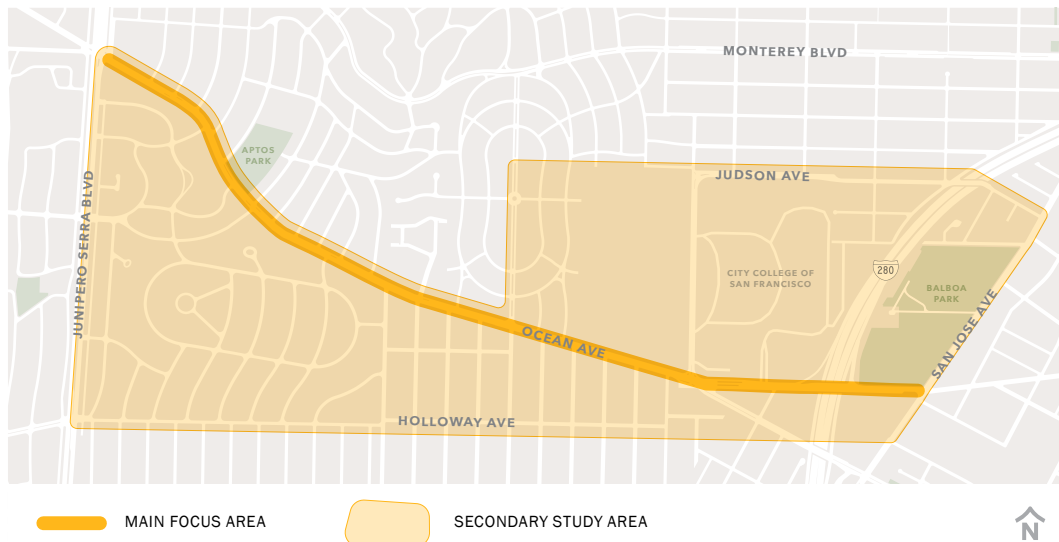 MONTEREY BLVD
APTOS
PARK
JUDSON AVE
JUNIPERO SERRA BLVD
CITY COLLEGE OF
SAN FRANCISCO
280
BALBOA
PARK
SAN JOSE AVE
OCEAN AVE
HOLLOWAY AVE
MAIN FOCUS AREA
SECONDARY STUDY AREA
N